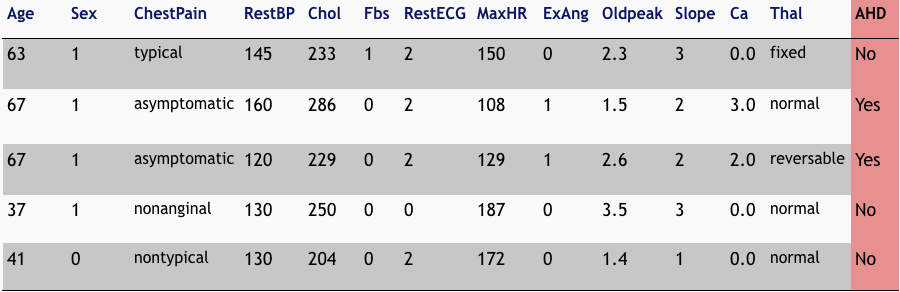 Age Sex ChestPain RestBP Chol Fbs RestECG MaxHR ExAng Oldpeak Slope Ca Thal AHD
63 1 typical 145 233 1 2 150 0 2.3 3 0.0 fixed No
67 1 asymptomatic 160 286 0 2 108 1 1.5 2 3.0 normal Yes
67 1 asymptomatic 120 229 0 2 129 1 2.6 2 2.0 reversable Yes
37 1 nonanginal 130 250 0 0 187 0 3.5 3 0.0 normal No
41 0 nontypical 130 204 0 2 172 0 1.4 1 0.0 normal No